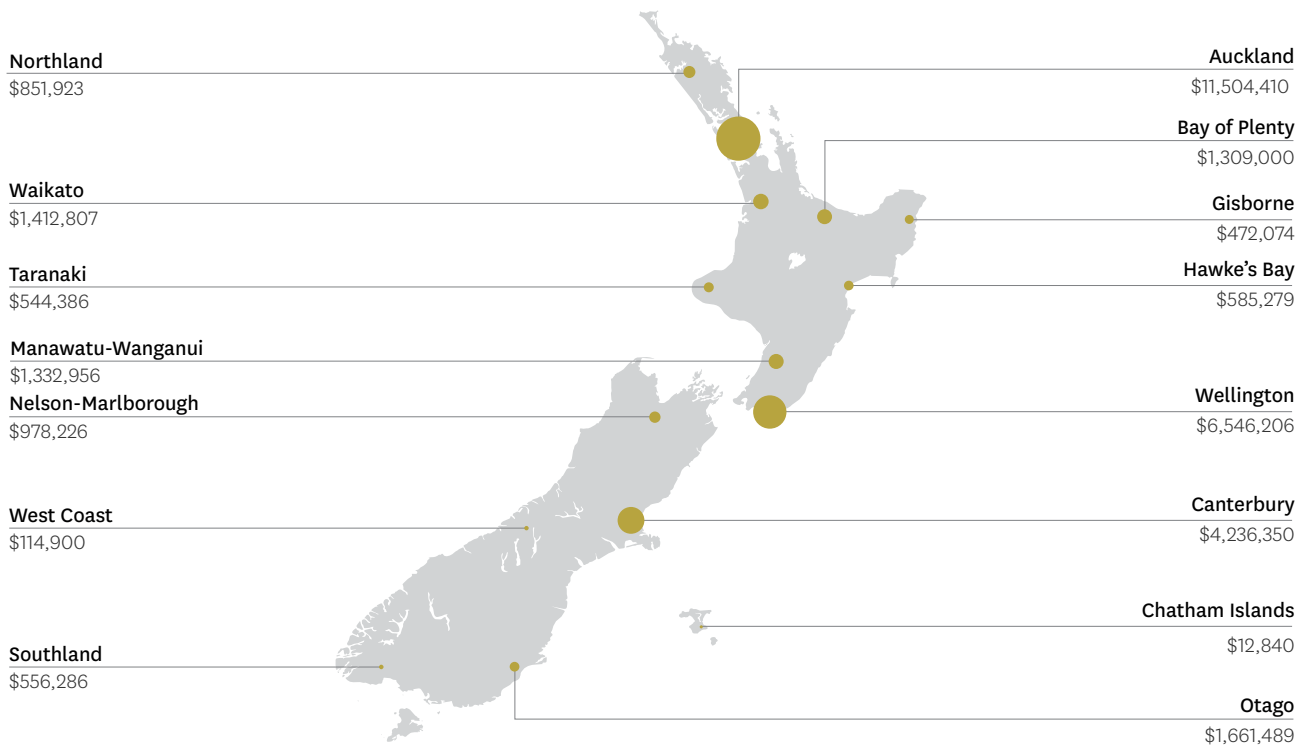 Northland
$851,923
Waikato
$1,412,807
Taranaki
$544,386
Manawatu-Wanganui
$1,332,956
Nelson-Marlborough
$978,226
West Coast
$114,900
Southland
$556,286
Auckland
$11,504,410
Bay of Plenty
$1,309,000
Gisborne
$472,074
Hawke’s Bay
$585,279
Wellington
$6,546,206
Canterbury
$4,236,350
Chatham Islands
$12,840
Otago
$1,661,489